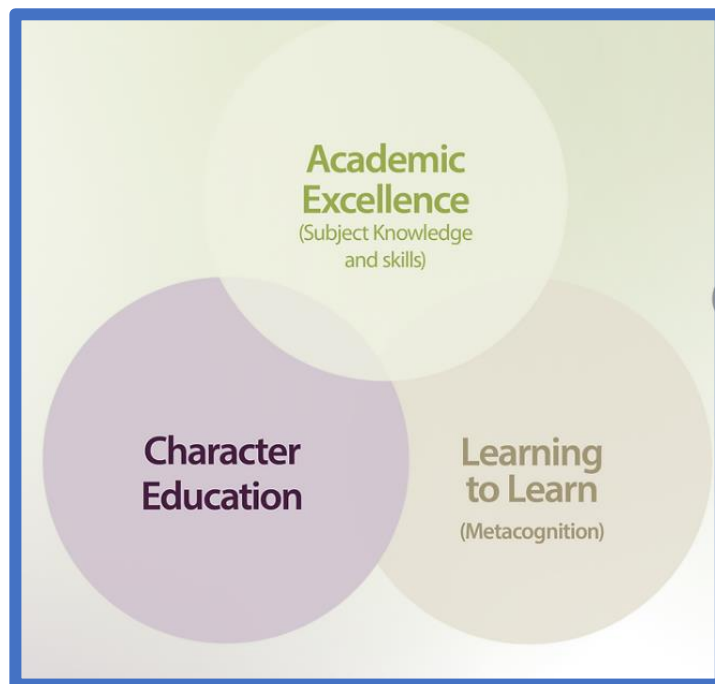 Academic
Excellence
(Subject Knowledge
and skills)
Character
Education
Learning
to Learn
(Metacognition)